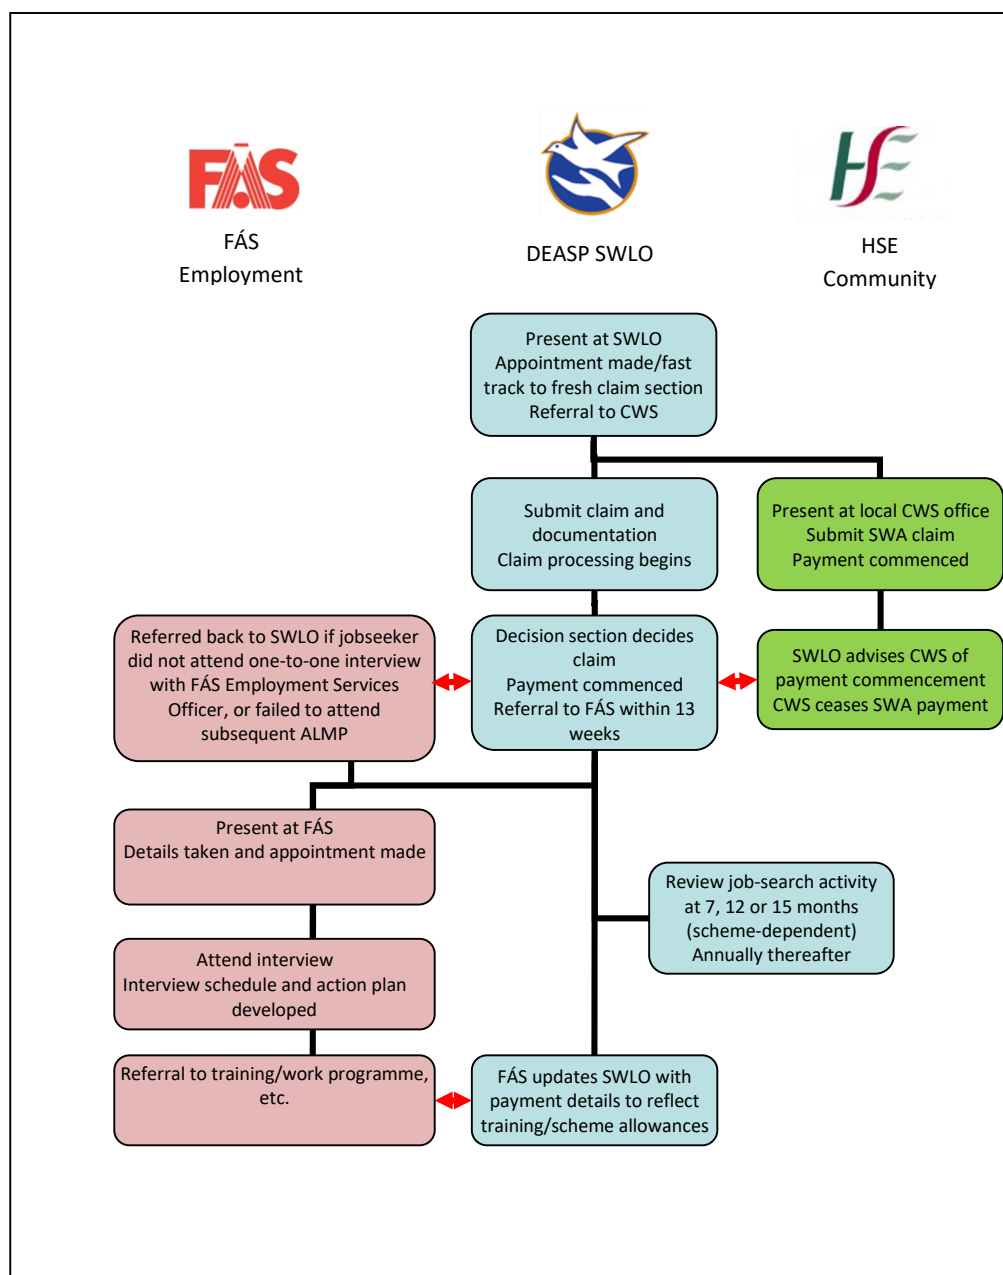 FÁS
FÁS
Employment
DEASP SWLO
HSE
HSE
Community
Present at SWLO
Appointment made/fast
track to fresh claim section
Referral to CWS
Submit claim and
documentation
Claim processing begins
Present at local CWS office
Submit SWA claim
Payment commenced
Referred back to SWLO if jobseeker
did not attend one-to-one interview
with FÁS Employment Services
Officer, or failed to attend
subsequent ALMP
Decision section decides
claim
Payment commenced
Referral to FÁS within 13
weeks
SWLO advises CWS of
payment commencement
CWS ceases SWA payment
Present at FÁS
Details taken and appointment made
Review job-search activity
at 7, 12 or 15 months
(scheme-dependent)
Annually thereafter
Attend interview
Interview schedule and action plan
developed
Referral to training/work programme,
etc.
FÁS updates SWLO with
payment details to reflect
training/scheme allowances